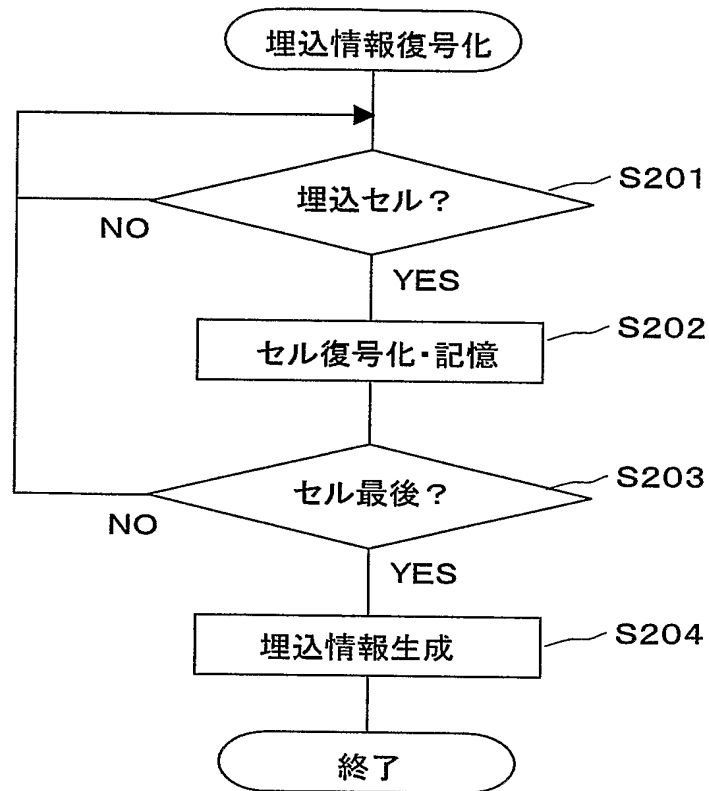 埋込情報復号化
埋込セル？
S201
NO
YES
セル復号化・記憶
S202
セル最後？
S203
NO
YES
埋込情報生成
S204
終了